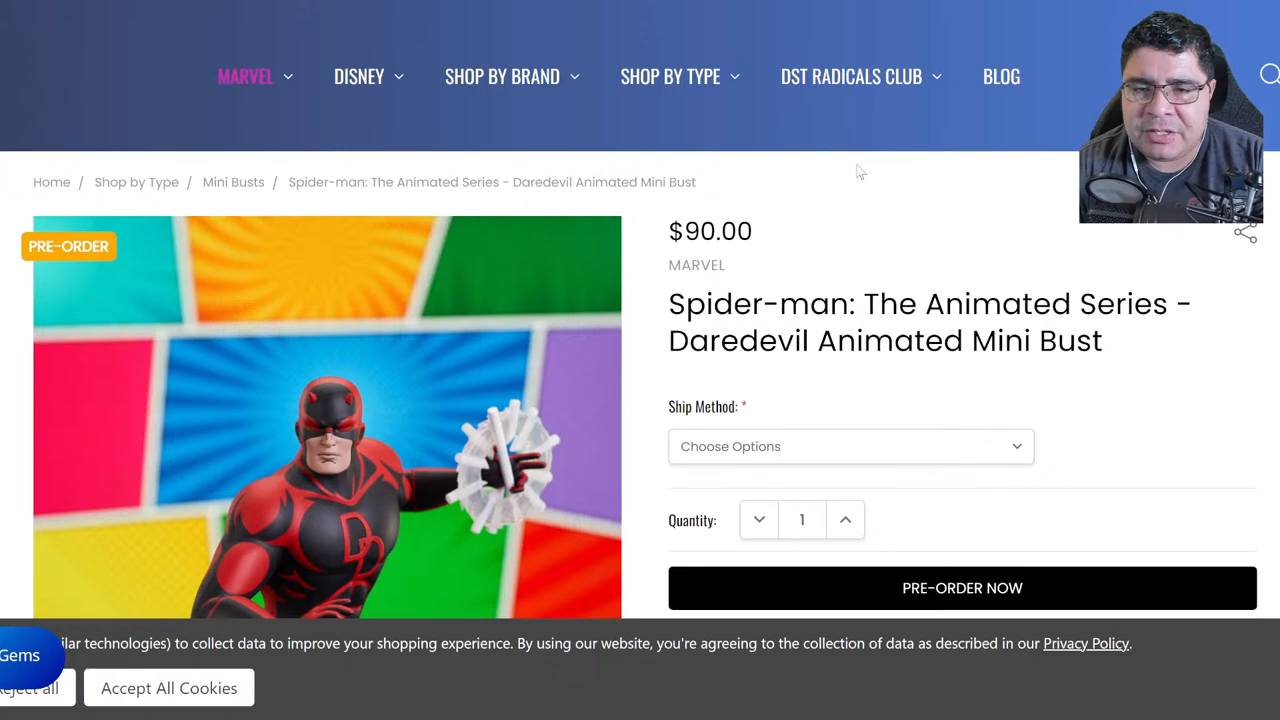 MARVEL
DISNEY
SHOP BY BRAND
SHOP BY TYPE
DST RADICALS CLUB
BLOG
Home / Shop by Type / Mini Busts / Spider-man: The Animated Series - Daredevil Animated Mini Bust
PRE-ORDER
DD
$90.00
MARVEL
Spider-man: The Animated Series -
Daredevil Animated Mini Bust
Ship Method: *
Choose Options
Quantity:
1
PRE-ORDER NOW
ilar technologies) to collect data to improve your shopping experience. By using our website, you're agreeing to the collection of data as described in our Privacy Policy.
Gems
all
Accept All Cookies